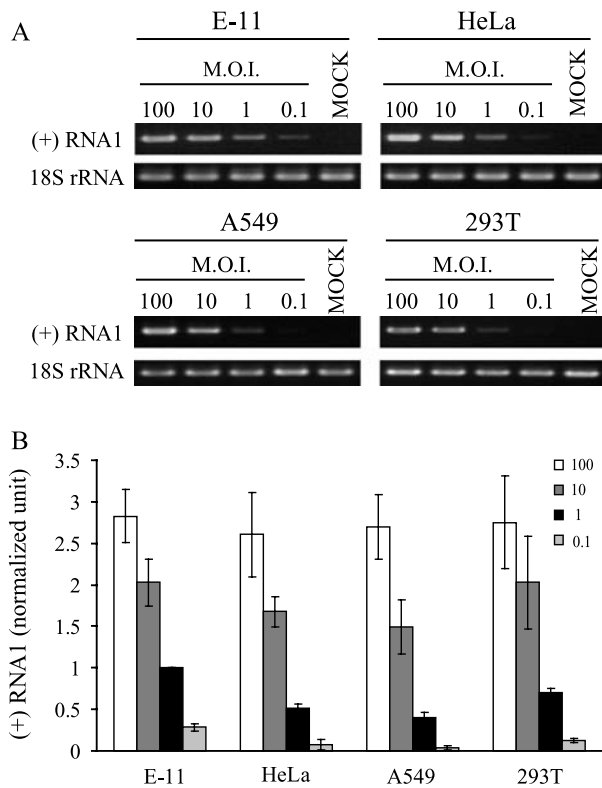 A
E-11 HeLa
M.O.I. MOCK M.O.I. MOCK
100 10 1 0.1 100 10 1 0.1
(+) RNA1
18S rRNA
A549 293T
M.O.I. MOCK M.O.I. MOCK
100 10 1 0.1 100 10 1 0.1
(+) RNA1
18S rRNA
B
(+) RNA1 (normalized unit)
3.5
3
2.5
2
1.5
1
0.5
0
100
10
1
0.1
E-11 HeLa A549 293T